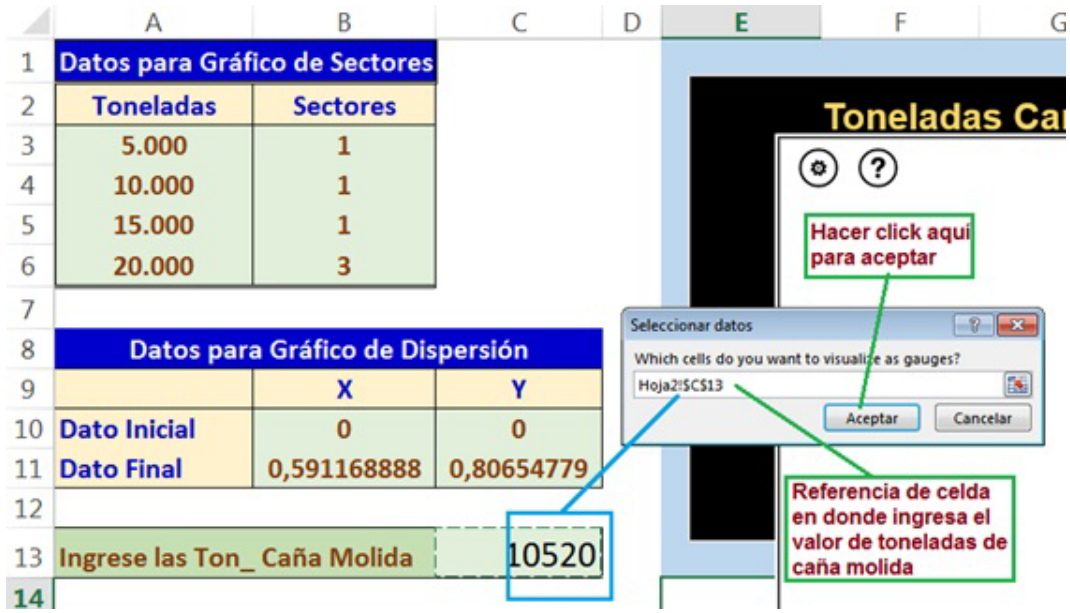 A B C D E F G
1 Datos para Gráfico de Sectores
2 Toneladas Sectores
3 5.000 1
4 10.000 1
5 15.000 1
6 20.000 3
7
8 Datos para Gráfico de Dispersión
9 X Y
10 Dato Inicial 0 0
11 Dato Final 0,591168888 0,80654779
12
13 Ingrese las Ton_ Caña Molida 10520
14
Toneladas
?
Hacer click aquí
para aceptar
Seleccionar datos
?
Which cells do you want to visualize as gauges?
Hoja2!$C$13
Aceptar Cancelar
Referencia de celda
en donde ingresa el
valor de toneladas de
caña molida